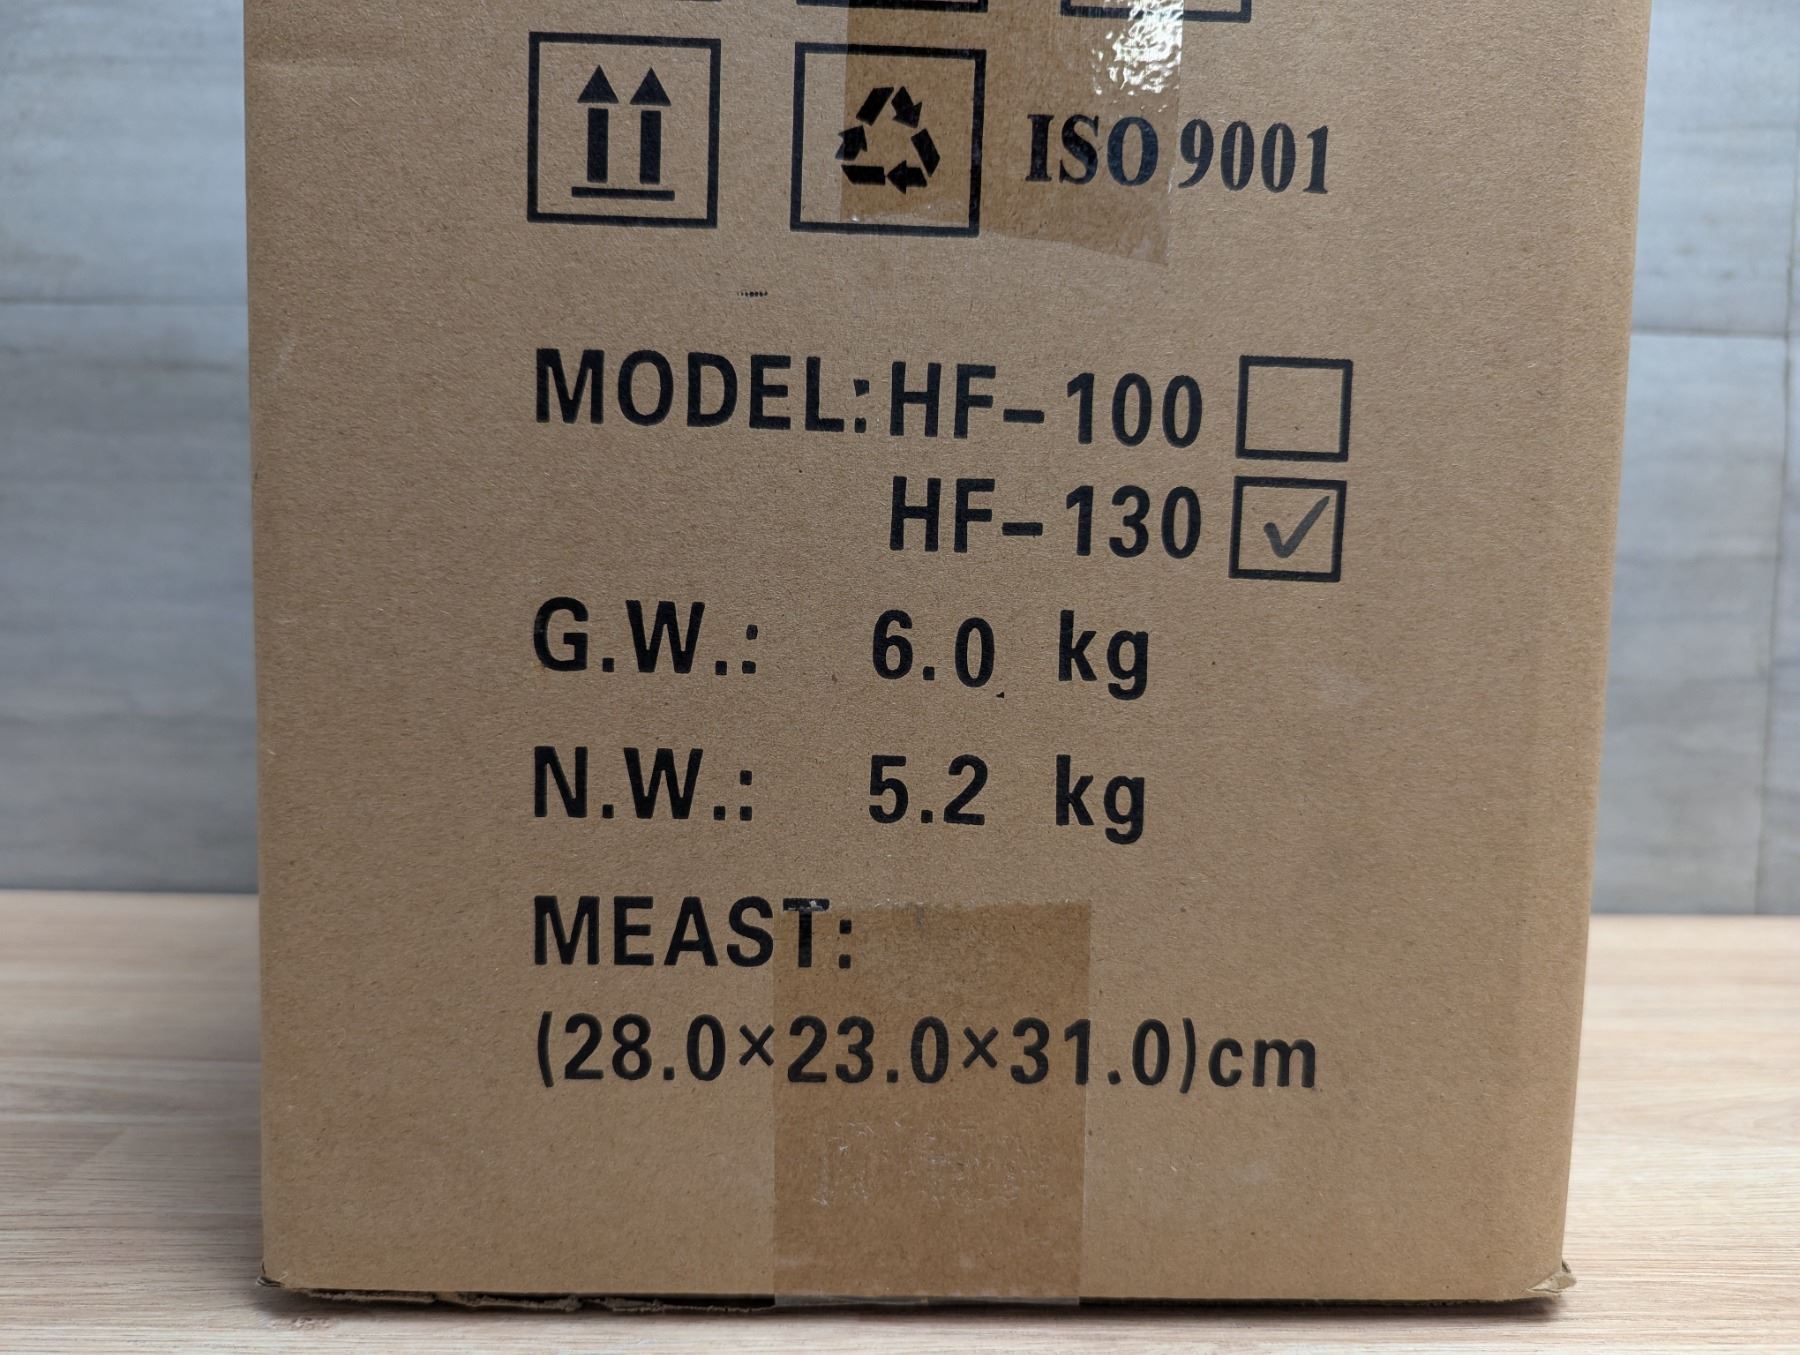 ISO 9001
MODEL:HF-100
HF-130
G.W.: 6.0 kg
N.W.: 5.2 kg
MEAST:
(28.0×23.0×31.0)cm